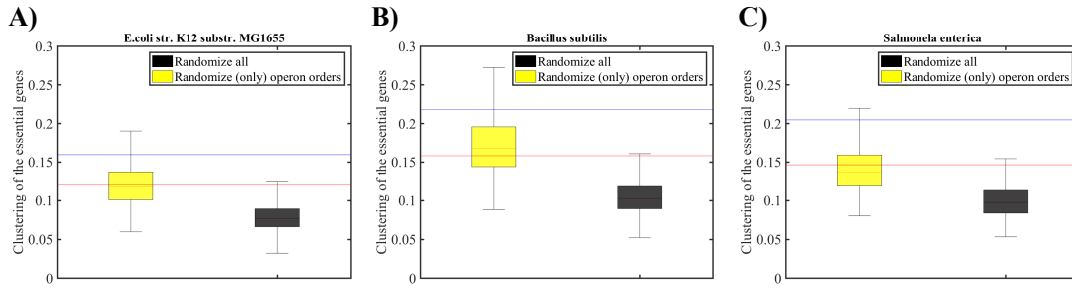 A)
E.coli str. K12 substr. MG1655
Clustering of the essential genes
0.3
0.25
0.2
0.15
0.1
0.05
0
Randomize all
Randomize (only) operon orders
B)
Bacillus subtilis
Clustering of the essential genes
0.3
0.25
0.2
0.15
0.1
0.05
0
Randomize all
Randomize (only) operon orders
C)
Salmonela enterica
Clustering of the essential genes
0.3
0.25
0.2
0.15
0.1
0.05
0
Randomize all
Randomize (only) operon orders